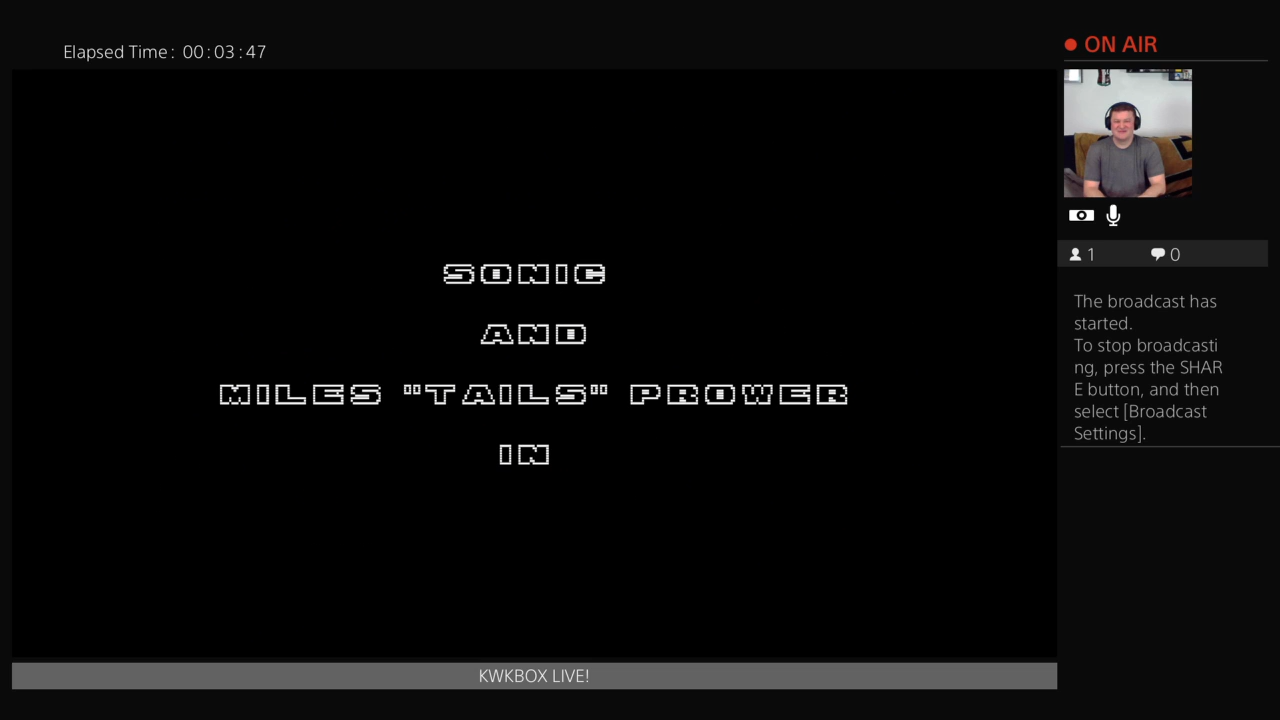 Elapsed Time: 00:03:47
ON AIR
SONIC
AND
MILES "TAILS" PROWER
IN
1 0
The broadcast has
started.
To stop broadcasti
ng, press the SHAR
E button, and then
select [Broadcast
Settings].
KWKBOX LIVE!